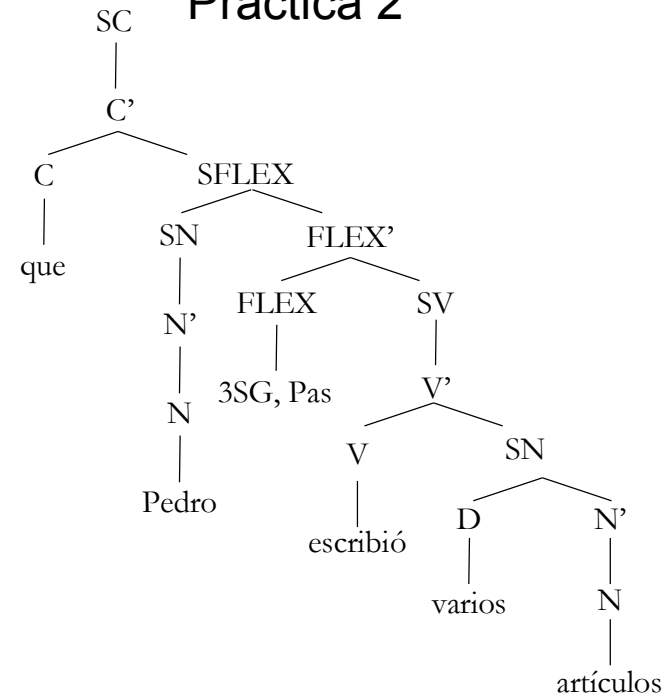 Práctica 2
SC
C’
C SFLEX
que SN FLEX’
FLEX SV
N’
3SG, Pas V’
N
V SN
Pedro
D N’
escribió
varios N
artículos